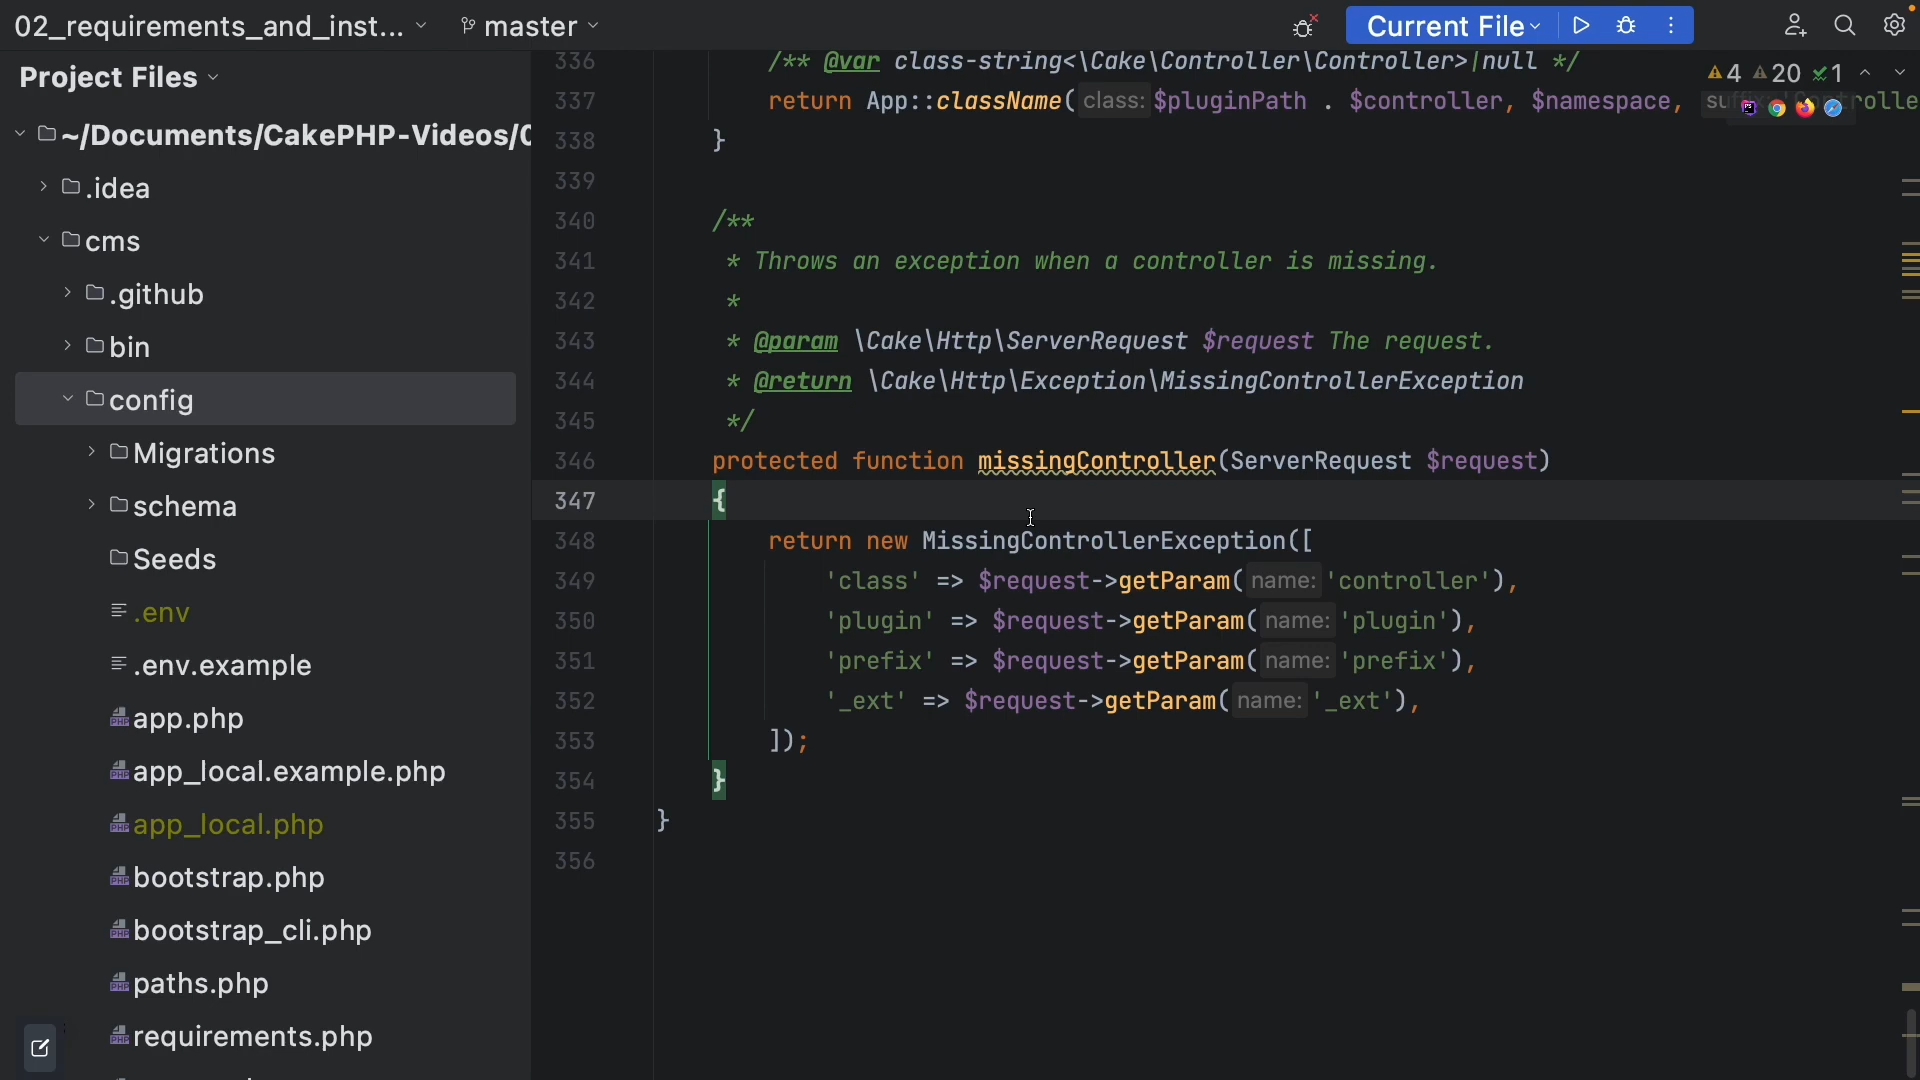 02_requirements_and_inst...
master
Current File
Project Files
~/Documents/CakePHP-Videos/
.idea
cms
.github
bin
config
Migrations
schema
Seeds
.env
.env.example
app.php
app_local.example.php
app_local.php
bootstrap.php
bootstrap_cli.php
paths.php
requirements.php
4 20 1
336 /** @var class-string<\Cake\Controller\Controller>|null */
337 return App::className( class: $pluginPath . $controller, $namespace,
338 }
339
340 /**
341 * Throws an exception when a controller is missing.
342 *
343 * @param \Cake\Http\ServerRequest $request The request.
344 * @return \Cake\Http\Exception\MissingControllerException
345 */
346 protected function missingController(ServerRequest $request)
347 {
348 return new MissingControllerException([
349 'class' => $request->getParam( name: 'controller'),
350 'plugin' => $request->getParam( name: 'plugin'),
351 'prefix' => $request->getParam( name: 'prefix'),
352 '_ext' => $request->getParam( name: '_ext'),
353 ]);
354 }
355 }
356